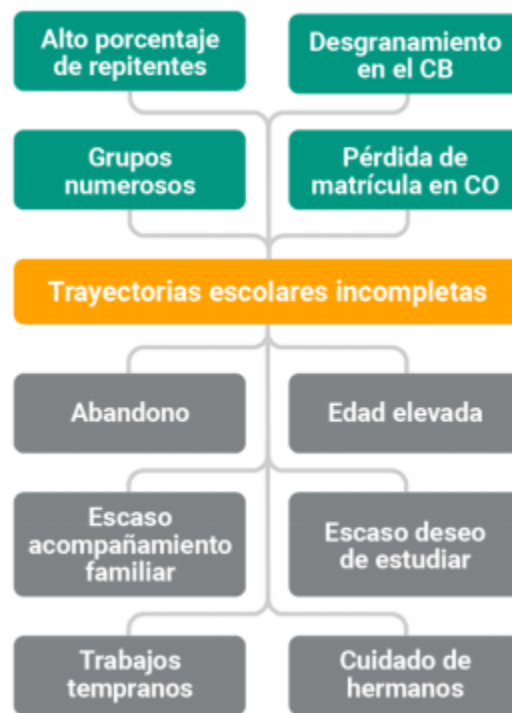 Alto porcentaje
de repitentes
Desgranamiento
en el CB
Grupos
numerosos
Pérdida de
matrícula en CO
Trayectorias escolares incompletas
Abandono
Edad elevada
Escaso
acompañamiento
familiar
Escaso deseo
de estudiar
Trabajos
tempranos
Cuidado de
hermanos